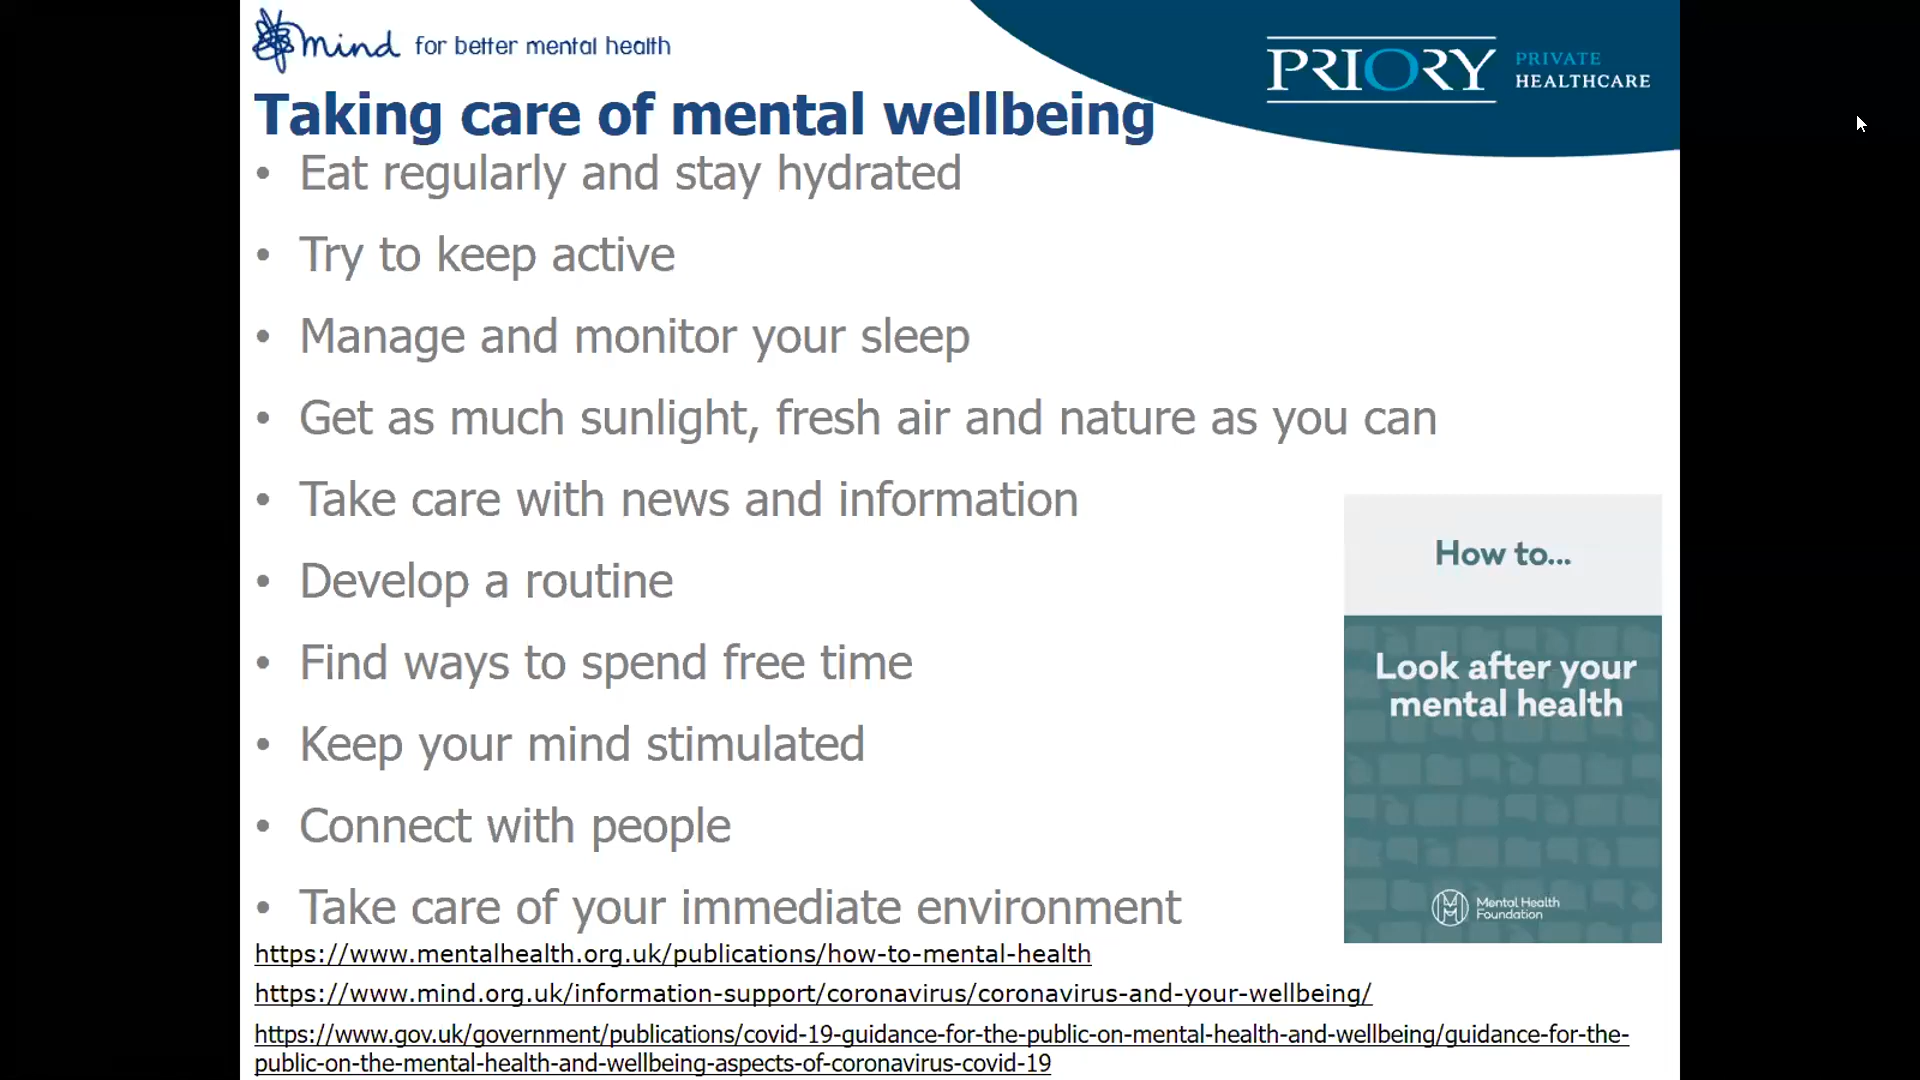 mind for better mental health
PRIORY PRIVATE HEALTHCARE
Taking care of mental wellbeing
• Eat regularly and stay hydrated
• Try to keep active
• Manage and monitor your sleep
• Get as much sunlight, fresh air and nature as you can
• Take care with news and information
• Develop a routine
• Find ways to spend free time
• Keep your mind stimulated
• Connect with people
• Take care of your immediate environment
How to...
Look after your
mental health
Mental Health
Foundation
https://www.mentalhealth.org.uk/publications/how-to-mental-health
https://www.mind.org.uk/information-support/coronavirus/coronavirus-and-your-wellbeing/
https://www.gov.uk/government/publications/covid-19-guidance-for-the-public-on-mental-health-and-wellbeing/guidance-for-the-
public-on-the-mental-health-and-wellbeing-aspects-of-coronavirus-covid-19